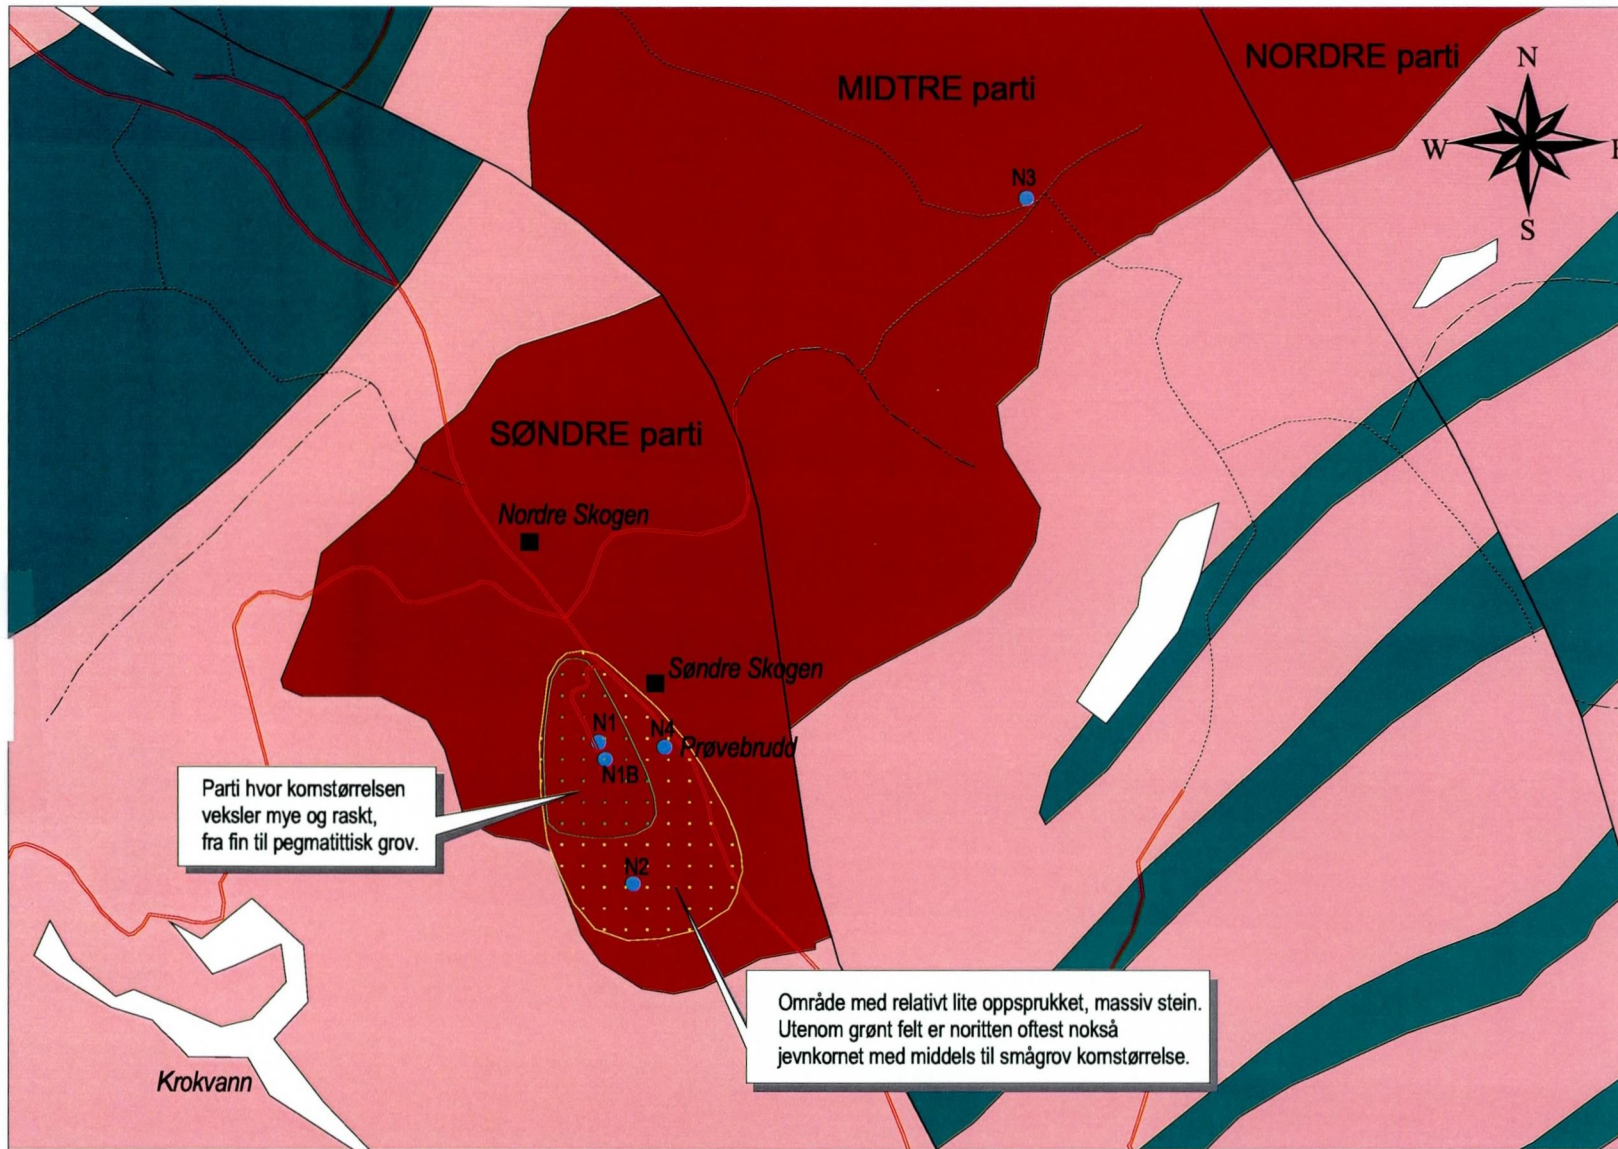 NORDRE parti
MIDTRE parti
N
W
E
S
N3
SØNDRE parti
Nordre Skogen
Søndre Skogen
N1
N4
Prøvebrudd
N1B
Parti hvor kornstørrelsen
veksler mye og raskt,
fra fin til pegmatittisk grov.
N2
Område med relativt lite oppsprukket, massiv stein.
Utenom grønt felt er noritten oftest nokså
jevnkornet med middels til smågrov kornstørrelse.
Krokvann